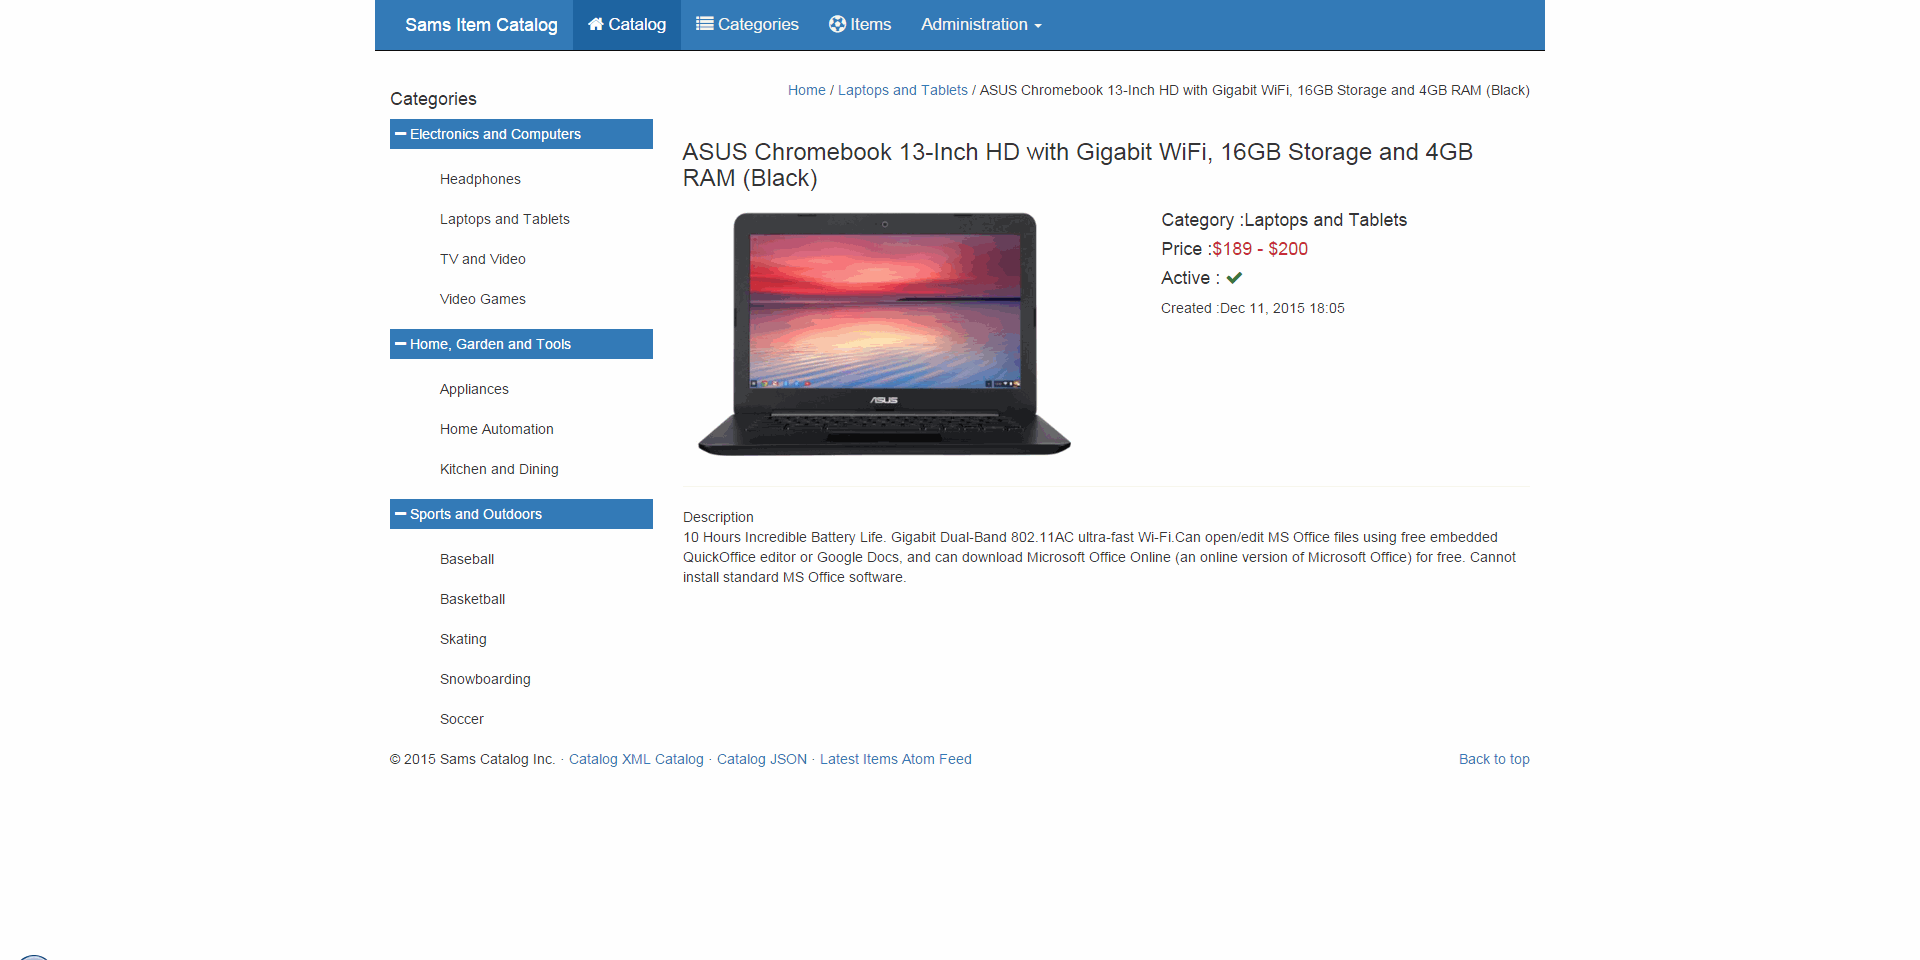 Sams Item Catalog Catalog Categories Items Administration
Categories
Electronics and Computers
Headphones
Laptops and Tablets
TV and Video
Video Games
Home, Garden and Tools
Appliances
Home Automation
Kitchen and Dining
Sports and Outdoors
Baseball
Basketball
Skating
Snowboarding
Soccer
Home / Laptops and Tablets / ASUS Chromebook 13-Inch HD with Gigabit WiFi, 16GB Storage and 4GB RAM (Black)
ASUS Chromebook 13-Inch HD with Gigabit WiFi, 16GB Storage and 4GB
RAM (Black)
ASUS
Category :Laptops and Tablets
Price :$189 - $200
Active :
Created :Dec 11, 2015 18:05
Description
10 Hours Incredible Battery Life. Gigabit Dual-Band 802.11AC ultra-fast Wi-Fi.Can open/edit MS Office files using free embedded
QuickOffice editor or Google Docs, and can download Microsoft Office Online (an online version of Microsoft Office) for free. Cannot
install standard MS Office software.
© 2015 Sams Catalog Inc. · Catalog XML Catalog · Catalog JSON · Latest Items Atom Feed
Back to top